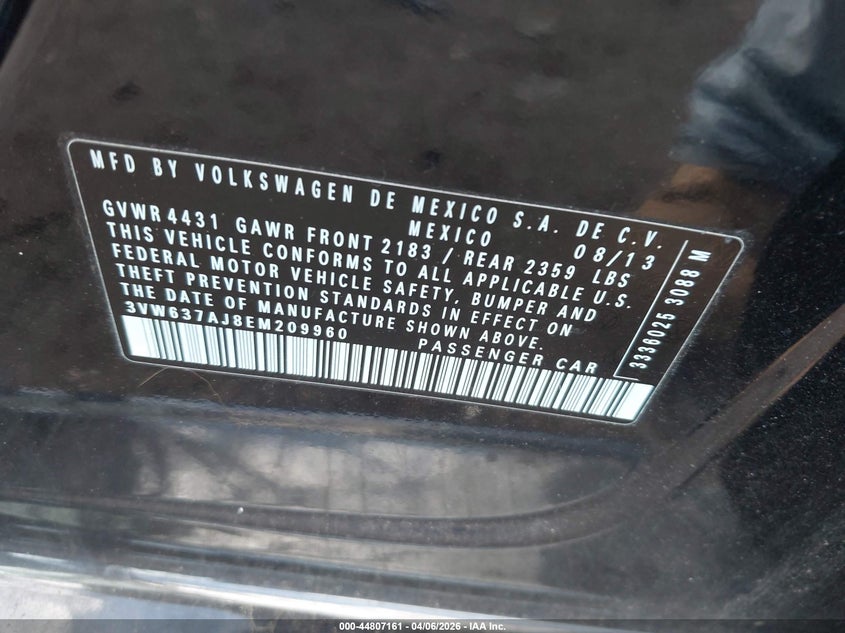 MFD BY VOLKSWAGEN DE MEXICO S.A. DE C.V.
MEXICO 08/13
GVWR 4431 GAWR FRONT 2183 / REAR 2359 LBS
THIS VEHICLE CONFORMS TO ALL APPLICABLE U.S.
FEDERAL MOTOR VEHICLE SAFETY, BUMPER AND
THEFT PREVENTION STANDARDS IN EFFECT ON
THE DATE OF MANUFACTURE SHOWN ABOVE.
3VW637AJ8EM209960 PASSENGER CAR
3336025 3088 M
000-44807161 - 04/06/2026 - IAA Inc.